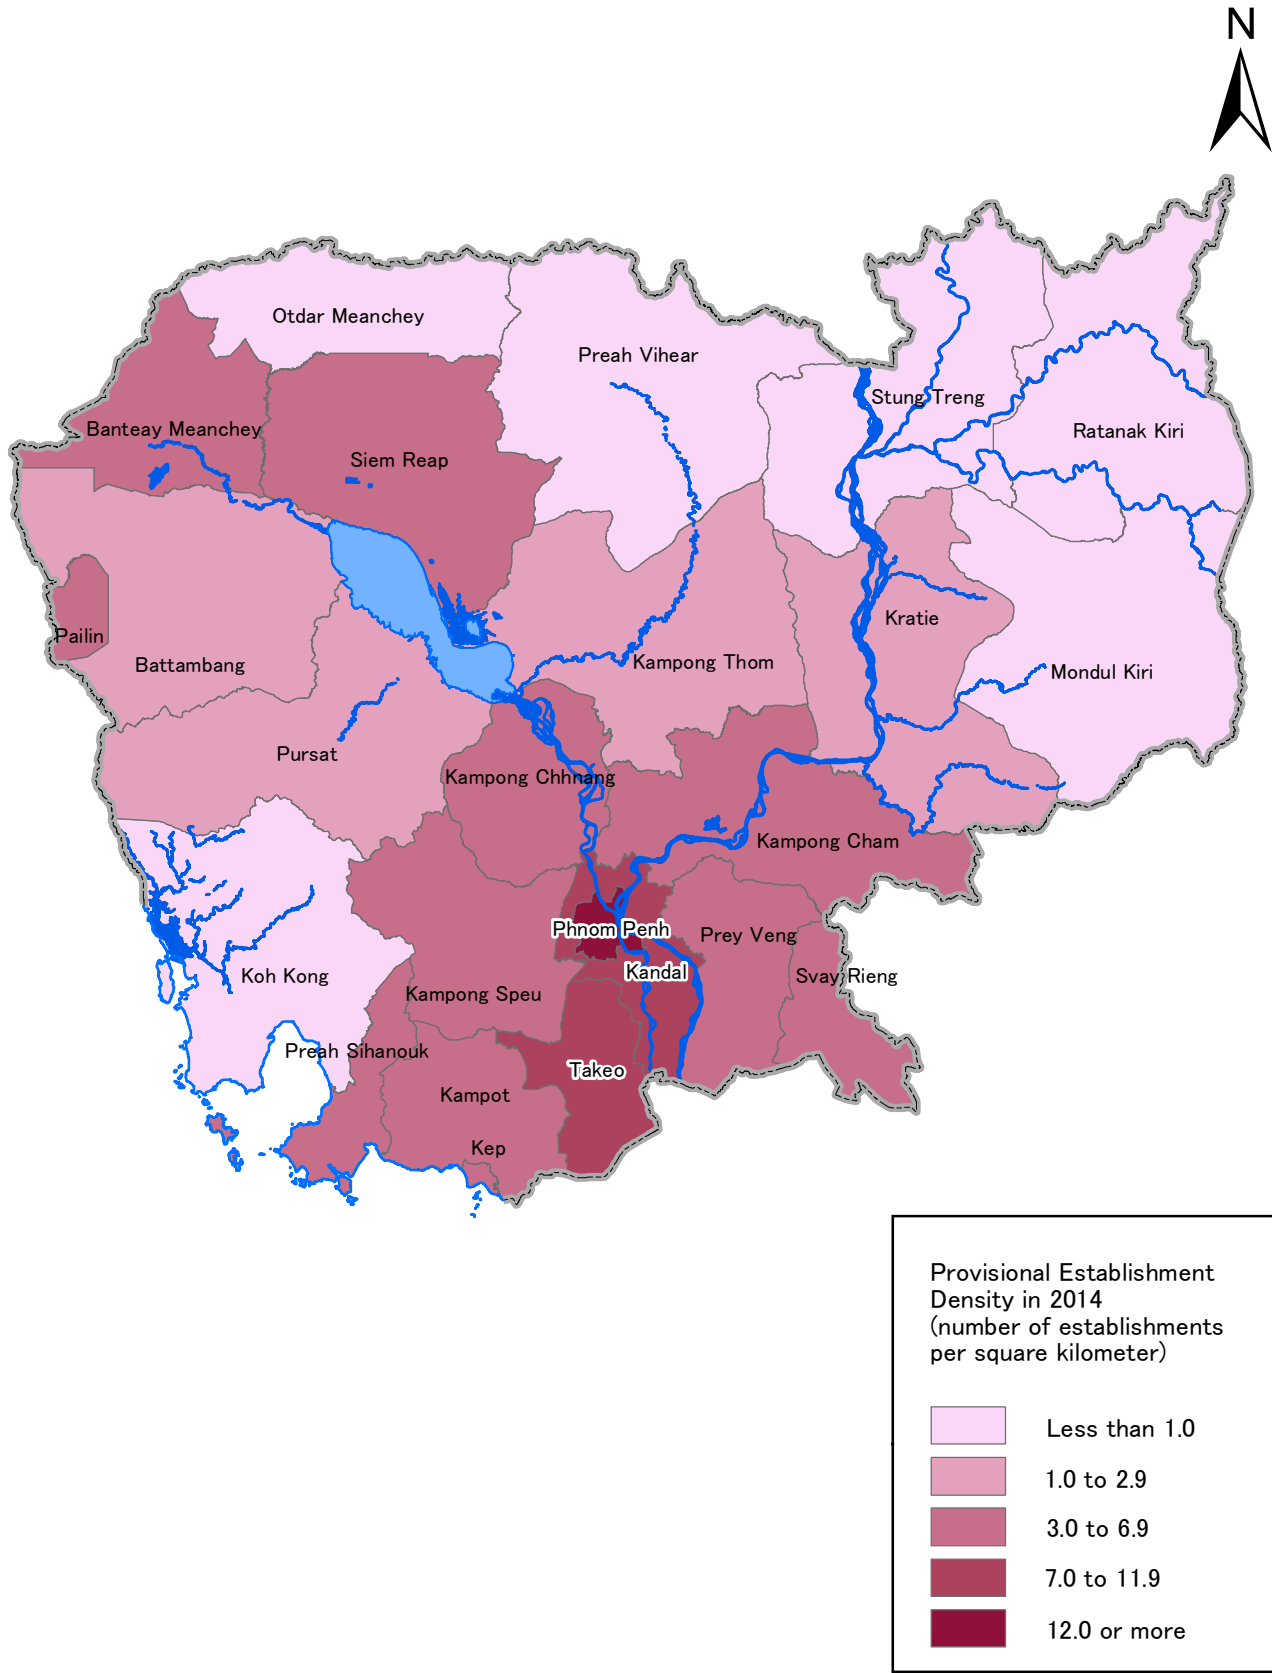 N
Otdar Meanchey
Preah Vihear
Stung Treng
Banteay Meanchey
Ratanak Kiri
Siem Reap
Kratie
Pailin
Battambang
Kampong Thom
Mondul Kiri
Pursat
Kampong Chhnang
Kampong Cham
Phnom Penh
Prey Veng
Kandal
Svay Rieng
Koh Kong
Kampong Speu
Preah Sihanouk
Takeo
Kampot
Kep
Provisional Establishment
Density in 2014
(number of establishments
per square kilometer)
Less than 1.0
1.0 to 2.9
3.0 to 6.9
7.0 to 11.9
12.0 or more